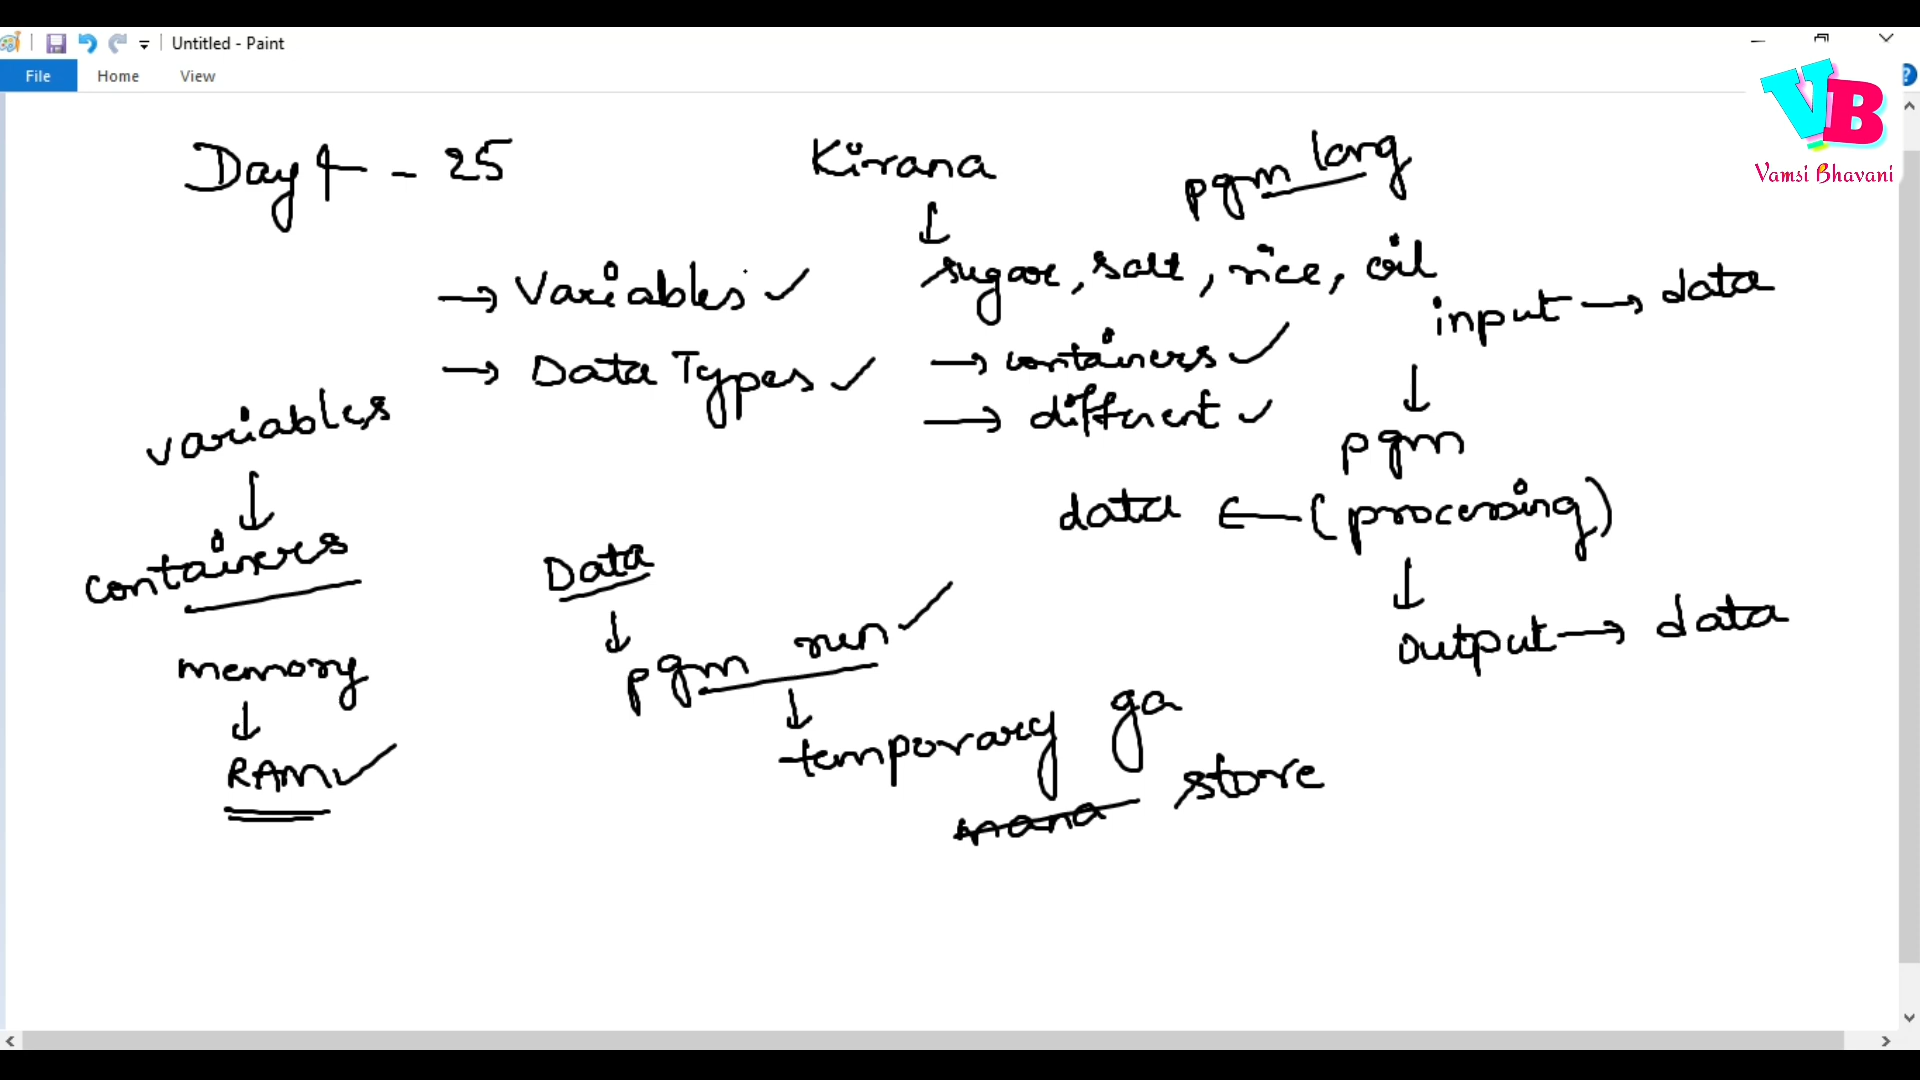 Untitled - Paint
File Home View
VB
Vamsi Bhavani
Day 4 - 25
→ Variables ✓
→ Data Types ✓
Kirana
↓
sugar, salt, rice, oil
→ containers ✓
→ different ✓
pgm lang
input → data
↓
pgm
data ← (processing)
↓
output → data
variables
↓
containers
memory
↓
RAM ✓
Data
↓
pgm run ✓
↓
temporary ga
mana store